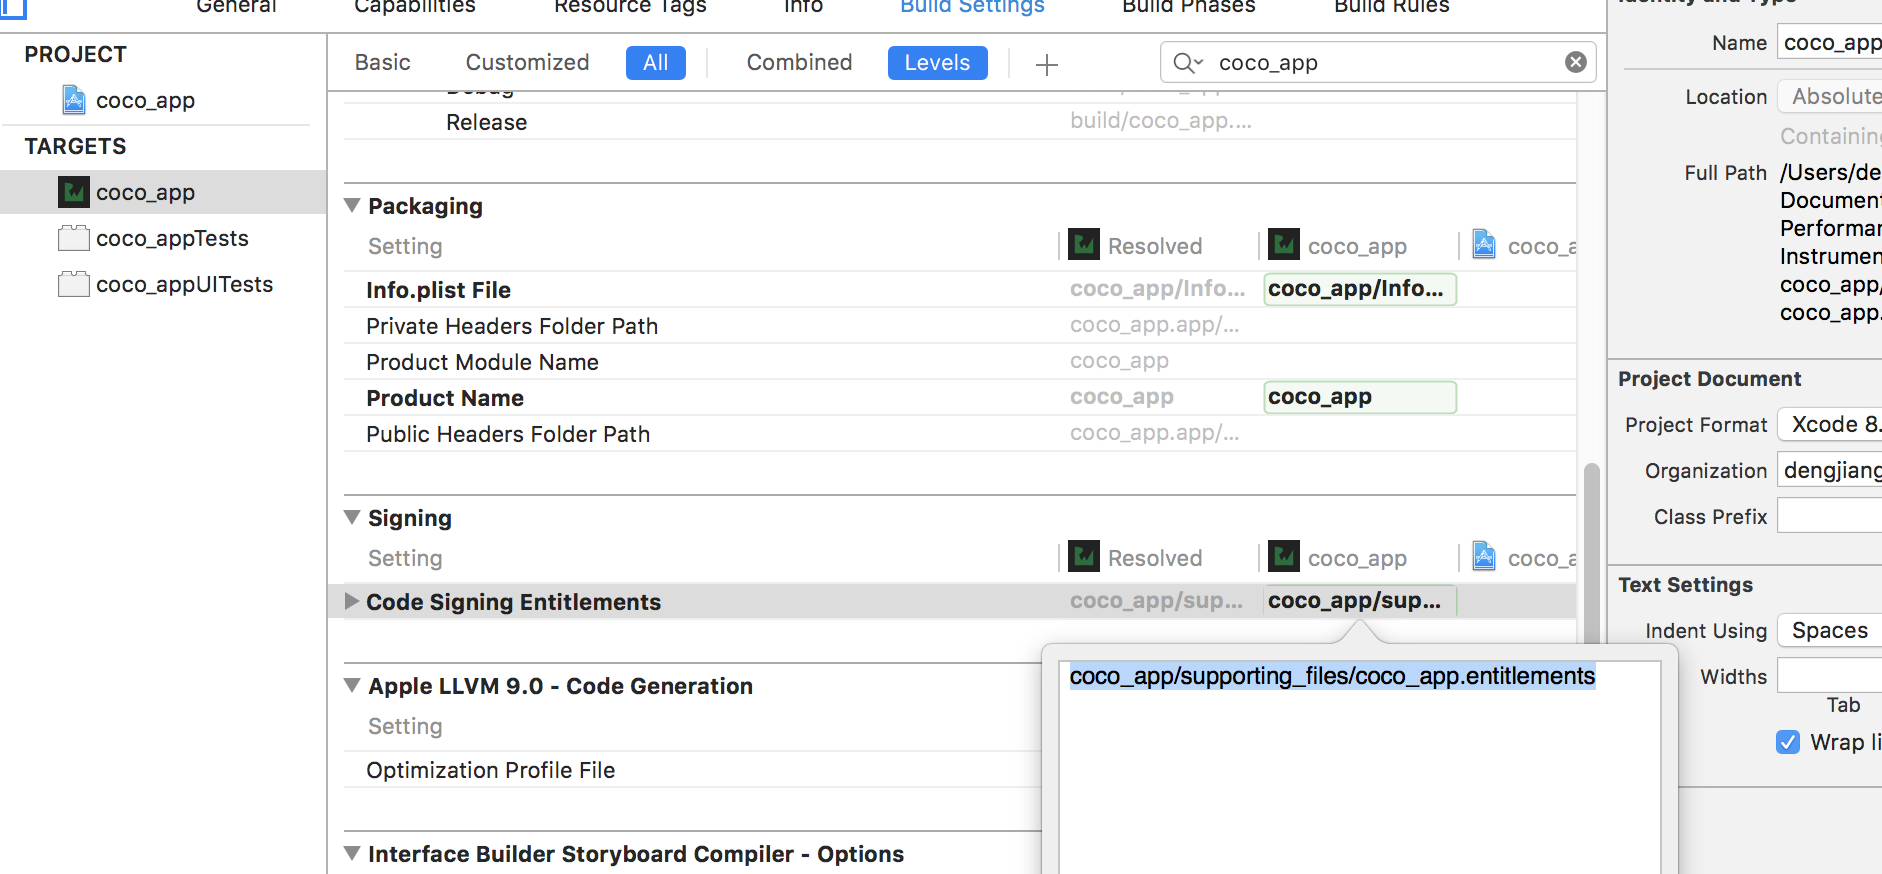 General Capabilities Resource Tags Info Build Settings Build Phases Build Rules
PROJECT
coco_app
TARGETS
coco_app
coco_appTests
coco_appUITests
Basic Customized All Combined Levels + coco_app
Debug
Release build/coco_app....
Packaging
Setting Resolved coco_app coco_a
Info.plist File coco_app/Info... coco_app/Info...
Private Headers Folder Path coco_app.app/...
Product Module Name coco_app
Product Name coco_app coco_app
Public Headers Folder Path coco_app.app/...
Signing
Setting Resolved coco_app coco_a
Code Signing Entitlements coco_app/sup... coco_app/sup...
coco_app/supporting_files/coco_app.entitlements
Apple LLVM 9.0 - Code Generation
Setting
Optimization Profile File
Interface Builder Storyboard Compiler - Options
Identity and Type
Name coco_app
Location Absolute
Containing
Full Path /Users/de
Document
Performan
Instrumen
coco_app/
coco_app.
Project Document
Project Format Xcode 8.
Organization dengjiang
Class Prefix
Text Settings
Indent Using Spaces
Widths
Tab
Wrap li